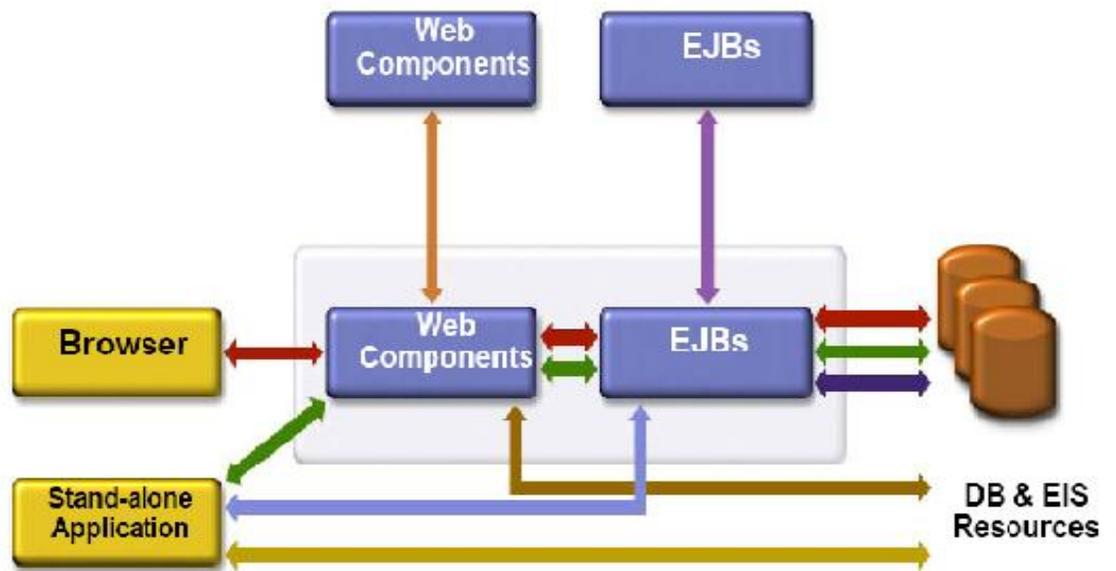 Web
Components
EJBs
Browser
Web
Components
EJBs
Stand-alone
Application
DB & EIS
Resources